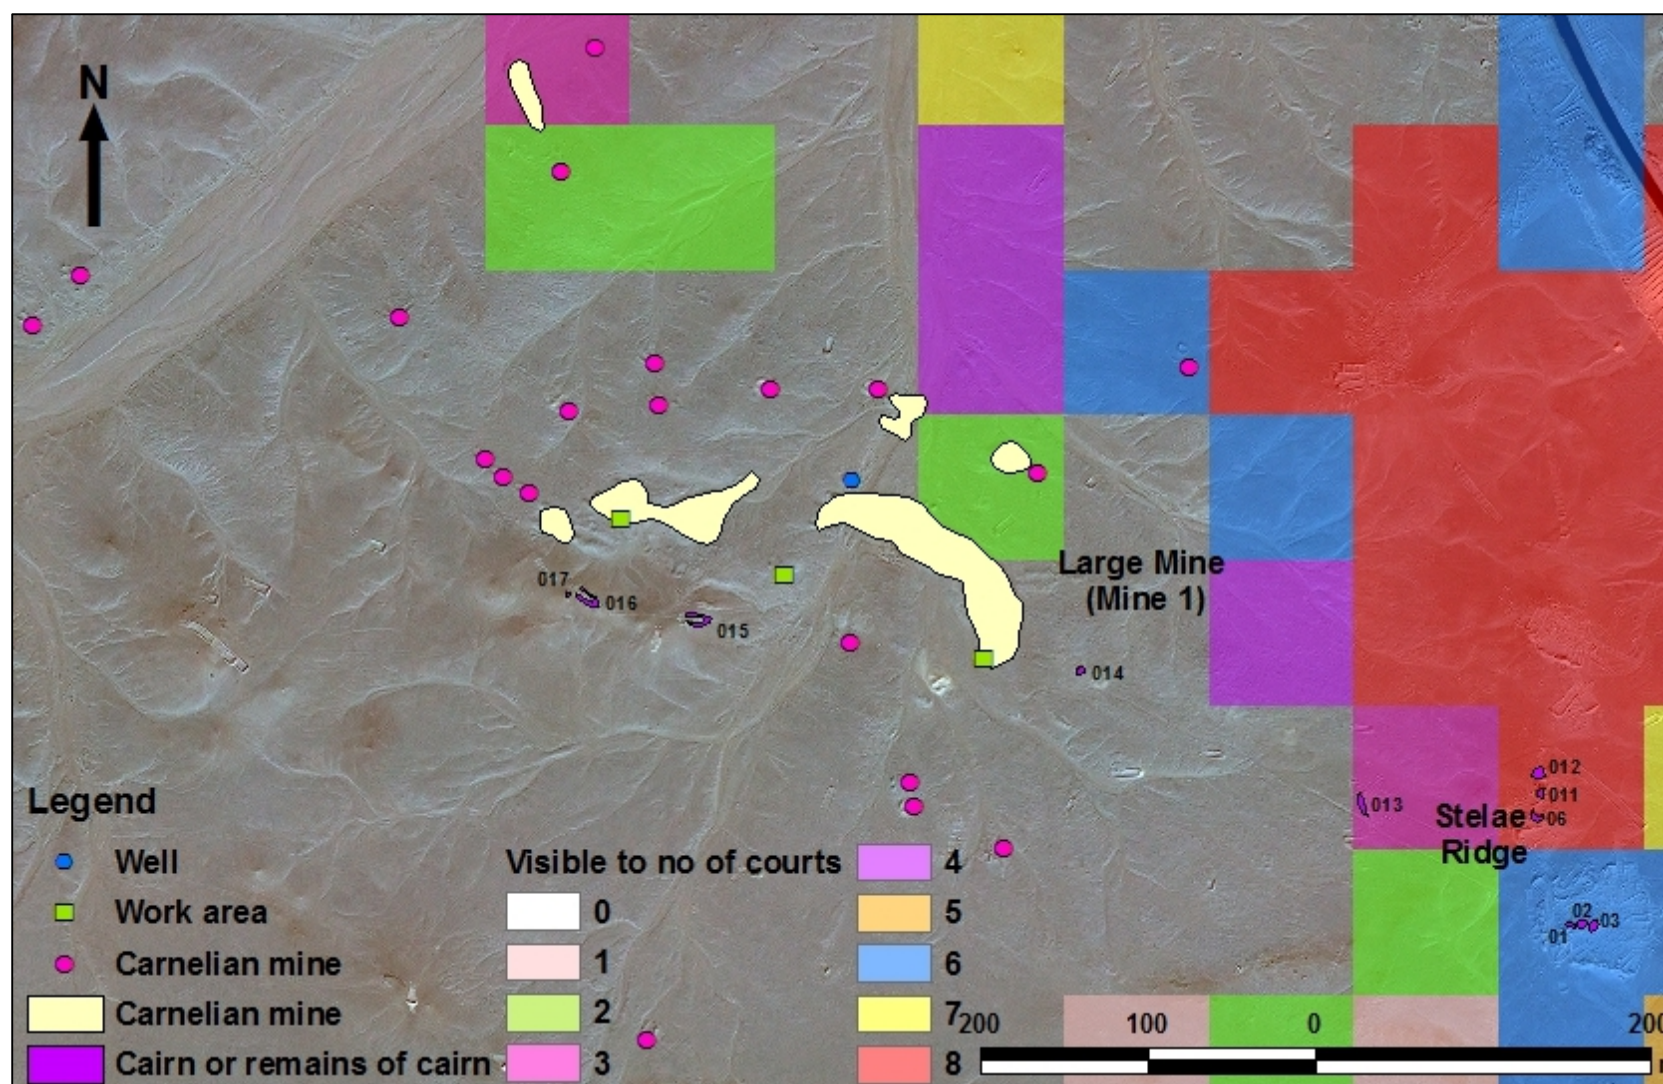 N
017
016
015
Large Mine
(Mine 1)
014
012
011
013
Stelae
06
Ridge
02
03
01
Legend
Well
Work area
Carnelian mine
Carnelian mine
Cairn or remains of cairn
Visible to no of courts
0
1
2
3
4
5
6
7
8
200 100 0 200